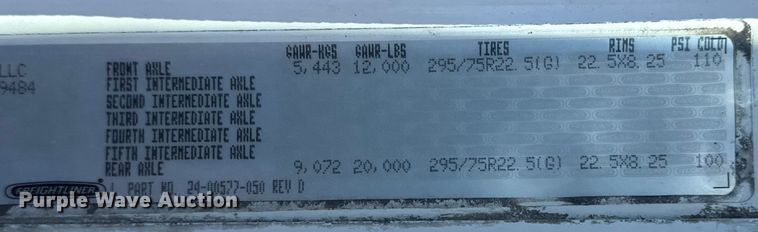 GAWR-KGS GAWR-LBS TIRES RIMS PSI COLD
LLC FRONT AXLE 5,443 12,000 295/75R22.5(G) 22.5X8.25 110
9484 FIRST INTERMEDIATE AXLE
SECOND INTERMEDIATE AXLE
THIRD INTERMEDIATE AXLE
FOURTH INTERMEDIATE AXLE
FIFTH INTERMEDIATE AXLE
REAR AXLE 9,072 20,000 295/75R22.5(G) 22.5X8.25 100
FREIGHTLINER PART NO. 24-00577-050 REV D
Purple Wave Auction